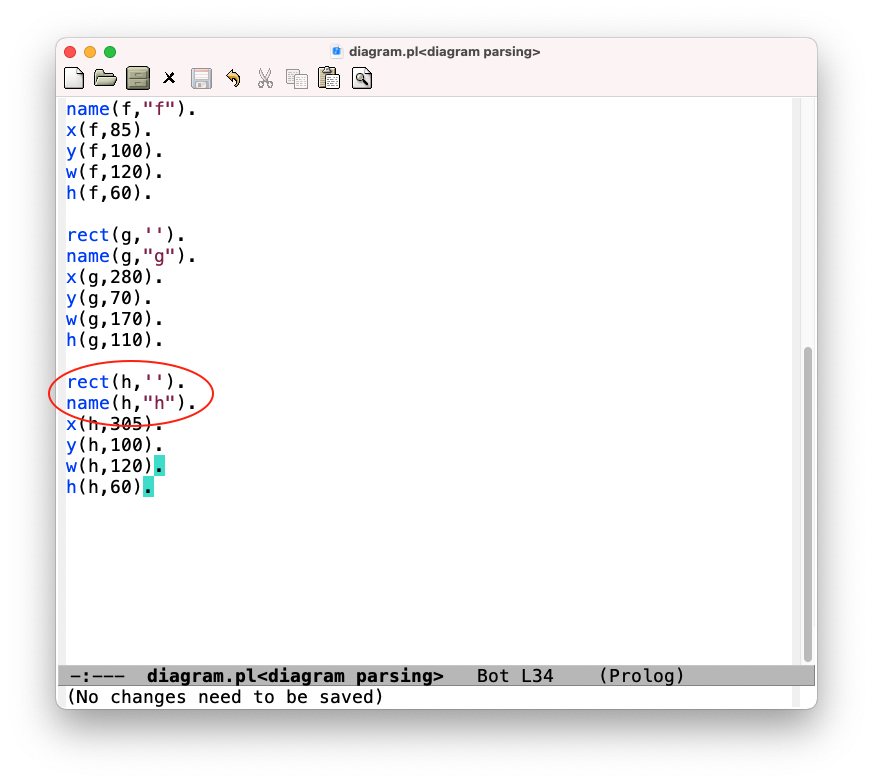 diagram.pl<diagram parsing>
name(f,"f").
x(f,85).
y(f,100).
w(f,120).
h(f,60).
rect(g,'').
name(g,"g").
x(g,280).
y(g,70).
w(g,170).
h(g,110).
rect(h,'').
name(h,"h").
x(h,305).
y(h,100).
w(h,120).
h(h,60).
-:--- diagram.pl<diagram parsing> Bot L34 (Prolog)
(No changes need to be saved)